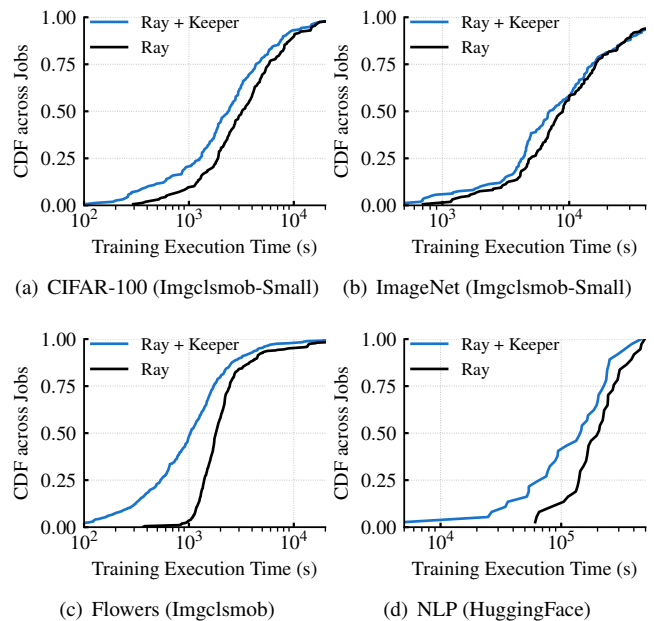 Ray + Keeper
Ray
CDF across Jobs
1.00
0.75
0.50
0.25
0.00
10^2
10^3
10^4
Training Execution Time (s)
(a) CIFAR-100 (Imgclsmob-Small)
Ray + Keeper
Ray
CDF across Jobs
1.00
0.75
0.50
0.25
0.00
10^3
10^4
Training Execution Time (s)
(b) ImageNet (Imgclsmob-Small)
Ray + Keeper
Ray
CDF across Jobs
1.00
0.75
0.50
0.25
0.00
10^2
10^3
10^4
Training Execution Time (s)
(c) Flowers (Imgclsmob)
Ray + Keeper
Ray
CDF across Jobs
1.00
0.75
0.50
0.25
0.00
10^4
10^5
Training Execution Time (s)
(d) NLP (HuggingFace)